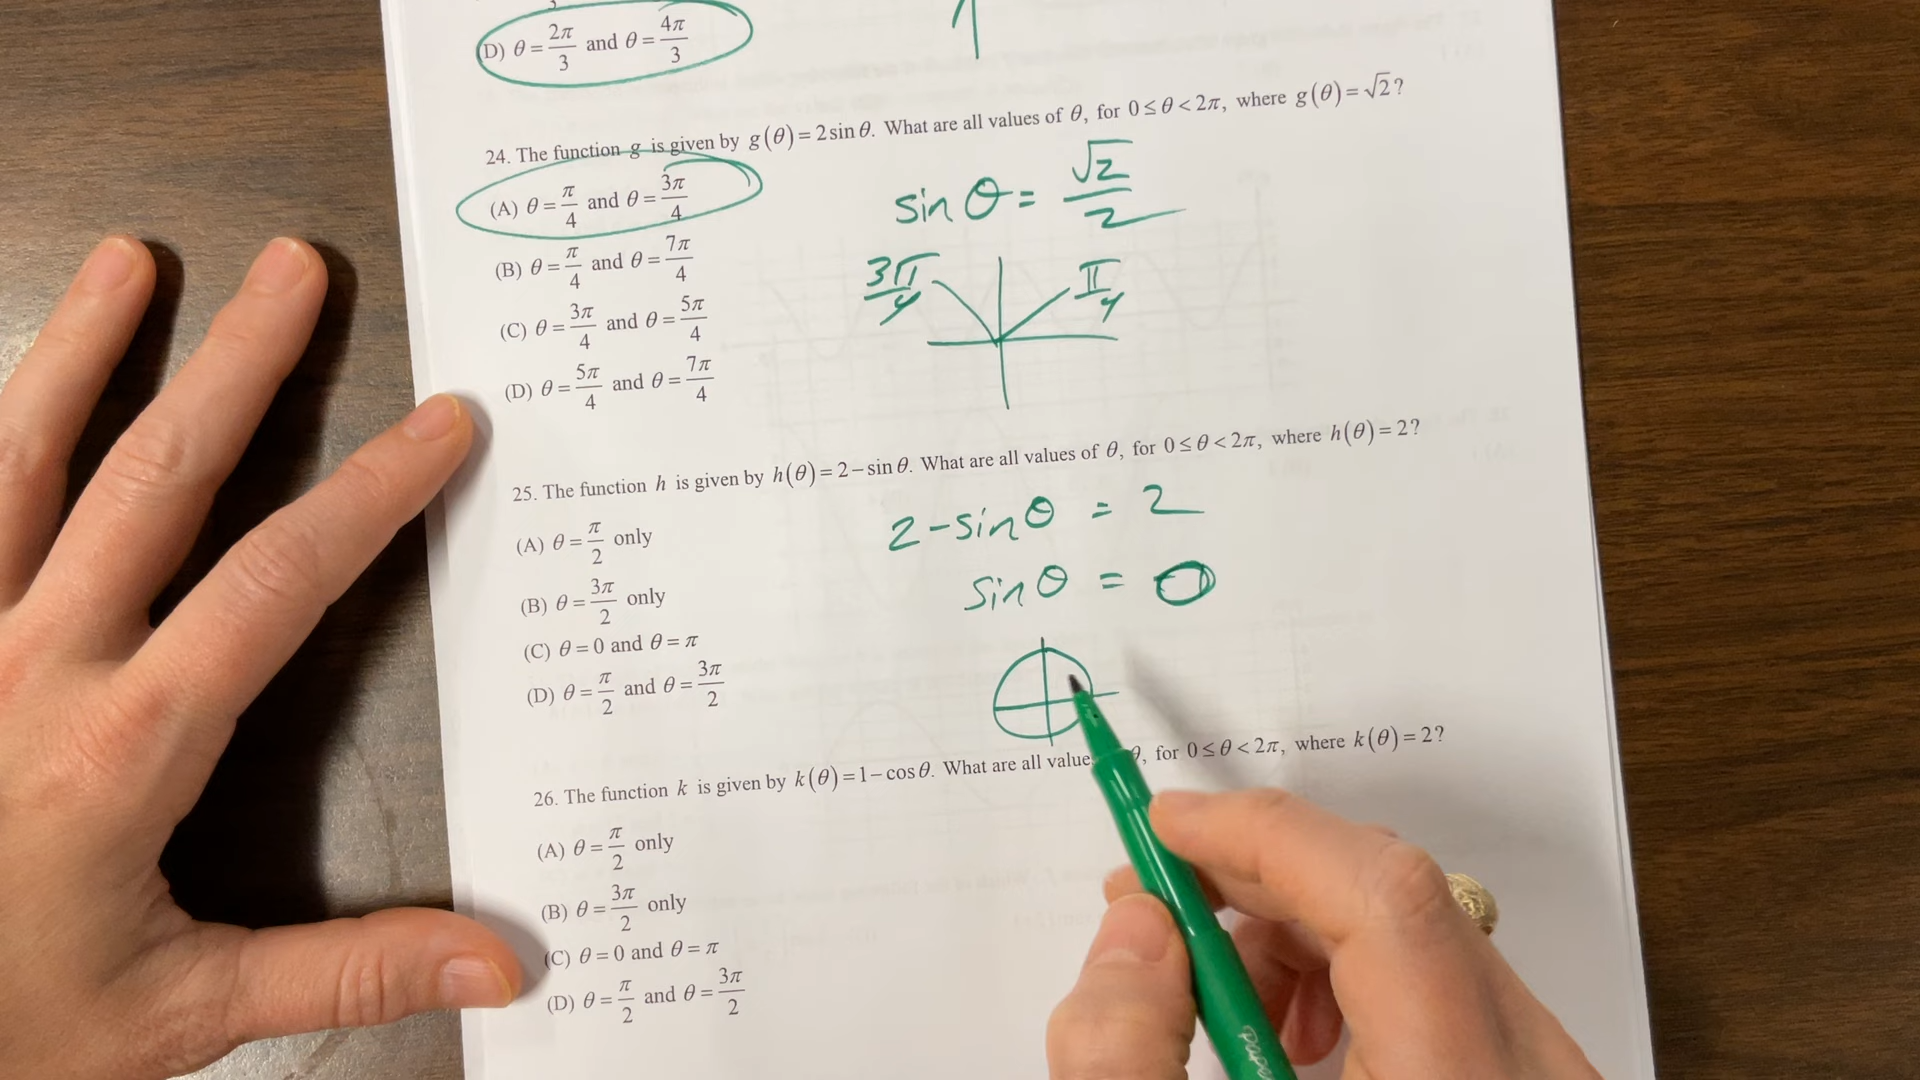 D) θ = 2π/3 and θ = 4π/3
24. The function g is given by g(θ) = 2 sin θ. What are all values of θ, for 0 ≤ θ < 2π, where g(θ) = √2?
(A) θ = π/4 and θ = 3π/4
(B) θ = π/4 and θ = 7π/4
(C) θ = 3π/4 and θ = 5π/4
(D) θ = 5π/4 and θ = 7π/4
sin θ = √2/2
3π/4 π/4
25. The function h is given by h(θ) = 2 − sin θ. What are all values of θ, for 0 ≤ θ < 2π, where h(θ) = 2?
(A) θ = π/2 only
(B) θ = 3π/2 only
(C) θ = 0 and θ = π
(D) θ = π/2 and θ = 3π/2
2 − sin θ = 2
sin θ = 0
26. The function k is given by k(θ) = 1 − cos θ. What are all value θ, for 0 ≤ θ < 2π, where k(θ) = 2?
(A) θ = π/2 only
(B) θ = 3π/2 only
(C) θ = 0 and θ = π
(D) θ = π/2 and θ = 3π/2